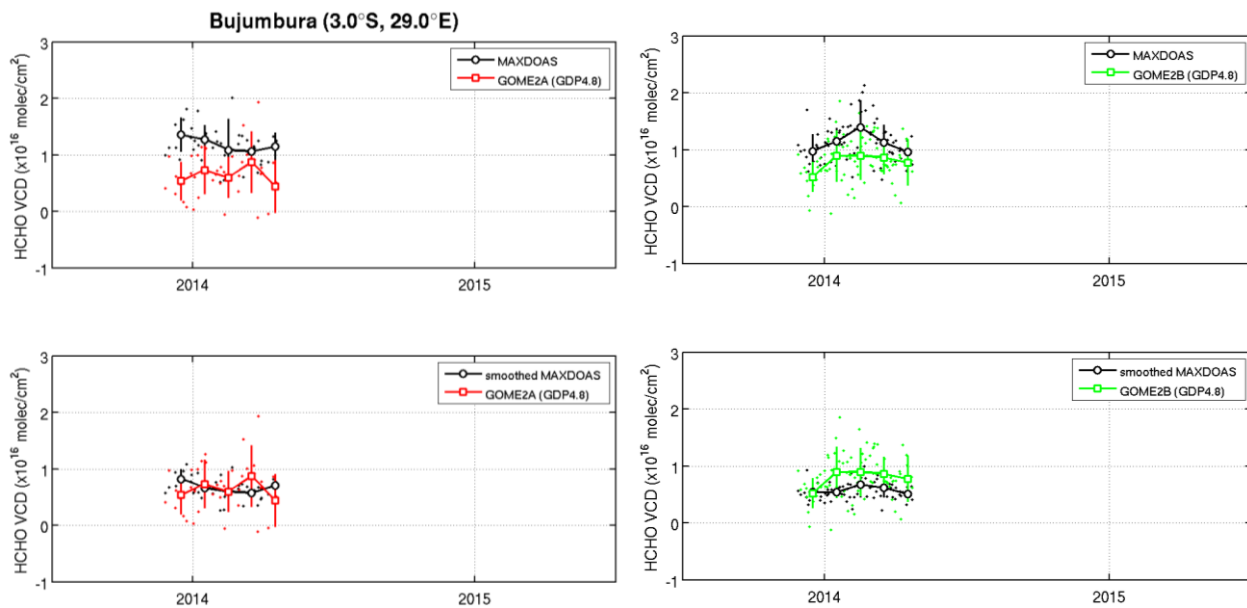 Bujumbura (3.0°S, 29.0°E)
HCHO VCD (x10¹⁶ molec/cm²)
3
2
1
0
-1
2014
2015
MAXDOAS
GOME2A (GDP4.8)
HCHO VCD (x10¹⁶ molec/cm²)
3
2
1
0
-1
2014
2015
MAXDOAS
GOME2B (GDP4.8)
HCHO VCD (x10¹⁶ molec/cm²)
3
2
1
0
-1
2014
2015
smoothed MAXDOAS
GOME2A (GDP4.8)
HCHO VCD (x10¹⁶ molec/cm²)
3
2
1
0
-1
2014
2015
smoothed MAXDOAS
GOME2B (GDP4.8)